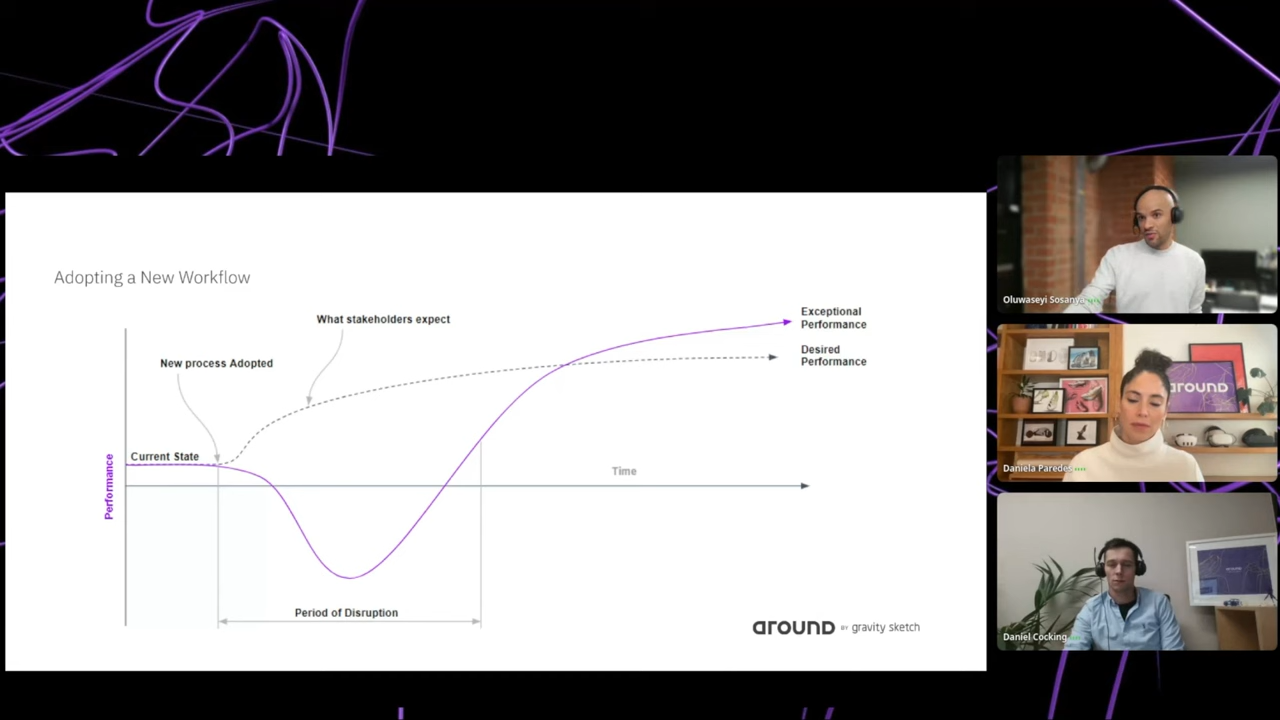 Adopting a New Workflow
What stakeholders expect
Exceptional
Performance
Desired
Performance
New process Adopted
Current State
Performance
Time
Period of Disruption
around BY gravity sketch
Oluwaseyi Sosanya
around
Daniela Paredes
Daniel Cocking